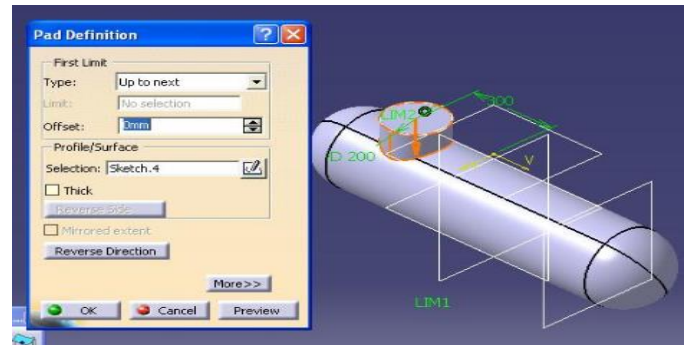 Pad Definition
First Limit
Type: Up to next
Limit: No selection
Offset: 0mm
Profile/Surface
Selection: Sketch.4
Thick
Reverse Side
Mirrored extent
Reverse Direction
More>>
OK Cancel Preview
300
LIM2
D 200
V
LIM1